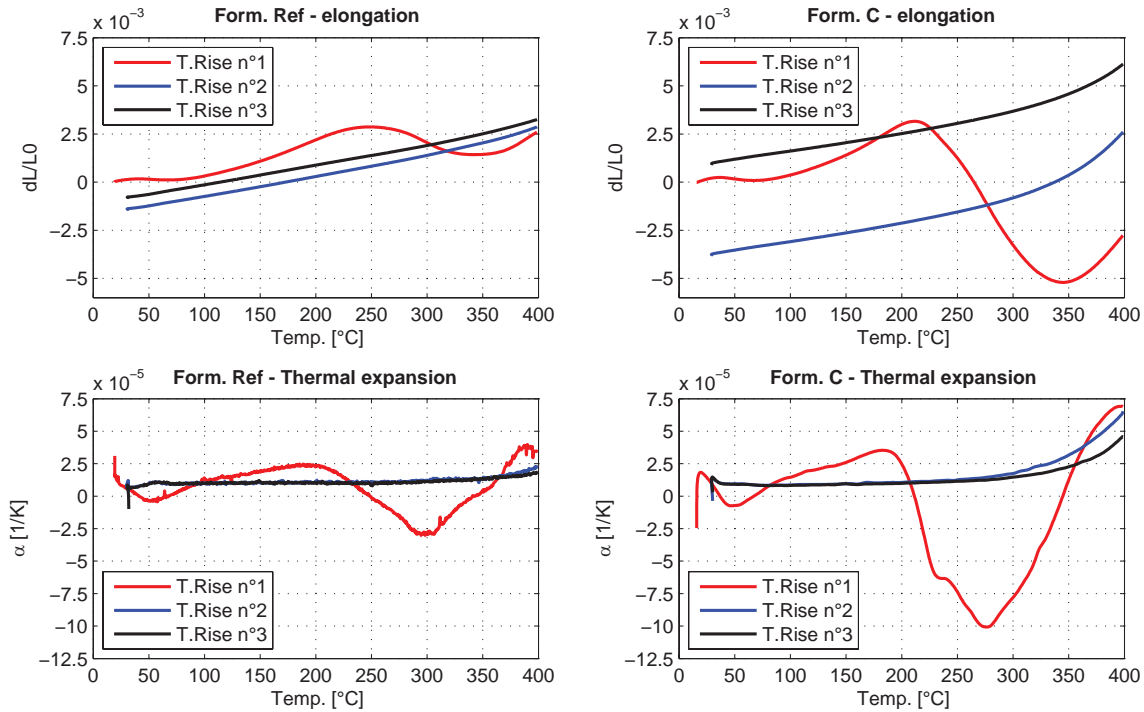 Form. Ref - elongation
x 10⁻³
7.5
5
2.5
0
−2.5
−5
dL/L0
T.Rise n°1
T.Rise n°2
T.Rise n°3
0 50 100 150 200 250 300 350 400
Temp. [°C]
Form. C - elongation
x 10⁻³
7.5
5
2.5
0
−2.5
−5
dL/L0
T.Rise n°1
T.Rise n°2
T.Rise n°3
0 50 100 150 200 250 300 350 400
Temp. [°C]
Form. Ref - Thermal expansion
x 10⁻⁵
7.5
5
2.5
0
−2.5
−5
−7.5
−10
−12.5
α [1/K]
T.Rise n°1
T.Rise n°2
T.Rise n°3
0 50 100 150 200 250 300 350 400
Temp. [°C]
Form. C - Thermal expansion
x 10⁻⁵
7.5
5
2.5
0
−2.5
−5
−7.5
−10
−12.5
α [1/K]
T.Rise n°1
T.Rise n°2
T.Rise n°3
0 50 100 150 200 250 300 350 400
Temp. [°C]